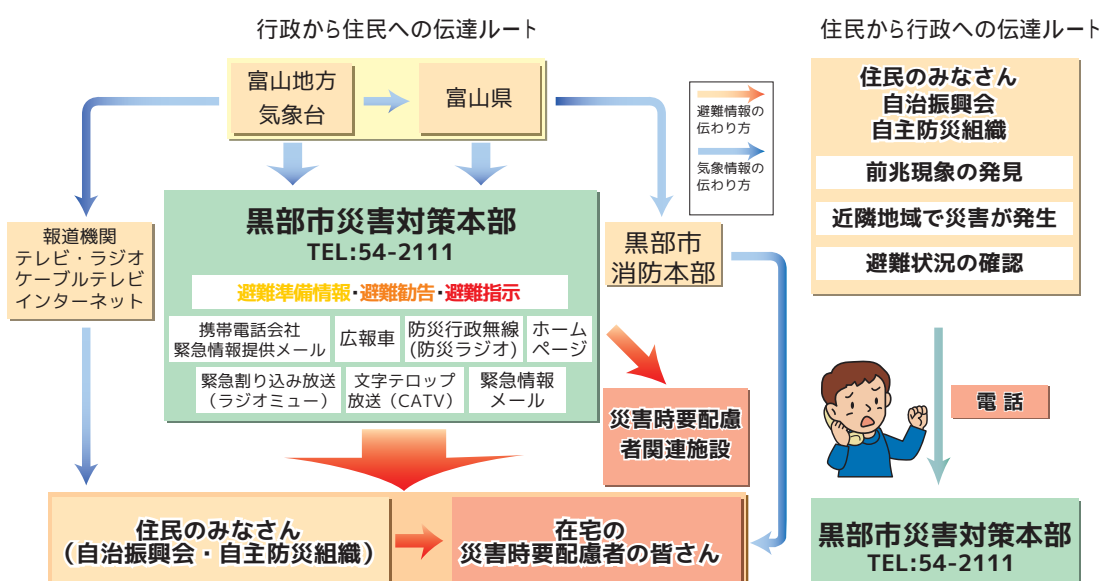 行政から住民への伝達ルート
富山地方
気象台
富山県
避難情報の
伝わり方
気象情報の
伝わり方
報道機関
テレビ・ラジオ
ケーブルテレビ
インターネット
黒部市災害対策本部
TEL:54-2111
避難準備情報・避難勧告・避難指示
携帯電話会社
緊急情報提供メール
広報車
防災行政無線
(防災ラジオ)
ホーム
ページ
緊急割り込み放送
（ラジオミュー）
文字テロップ
放送（CATV）
緊急情報
メール
黒部市
消防本部
災害時要配慮
者関連施設
住民のみなさん
（自治振興会・自主防災組織）
在宅の
災害時要配慮者の皆さん
住民から行政への伝達ルート
住民のみなさん
自治振興会
自主防災組織
前兆現象の発見
近隣地域で災害が発生
避難状況の確認
電話
黒部市災害対策本部
TEL:54-2111